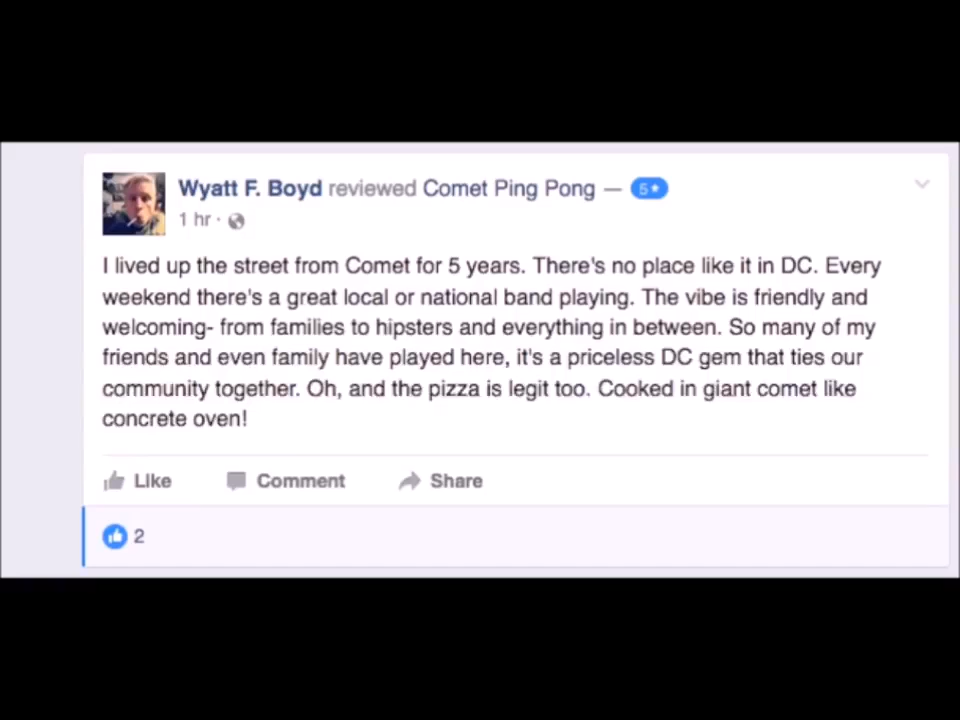 Wyatt F. Boyd reviewed Comet Ping Pong — 5★
1 hr ·
I lived up the street from Comet for 5 years. There's no place like it in DC. Every
weekend there's a great local or national band playing. The vibe is friendly and
welcoming- from families to hipsters and everything in between. So many of my
friends and even family have played here, it's a priceless DC gem that ties our
community together. Oh, and the pizza is legit too. Cooked in giant comet like
concrete oven!
Like Comment Share
2